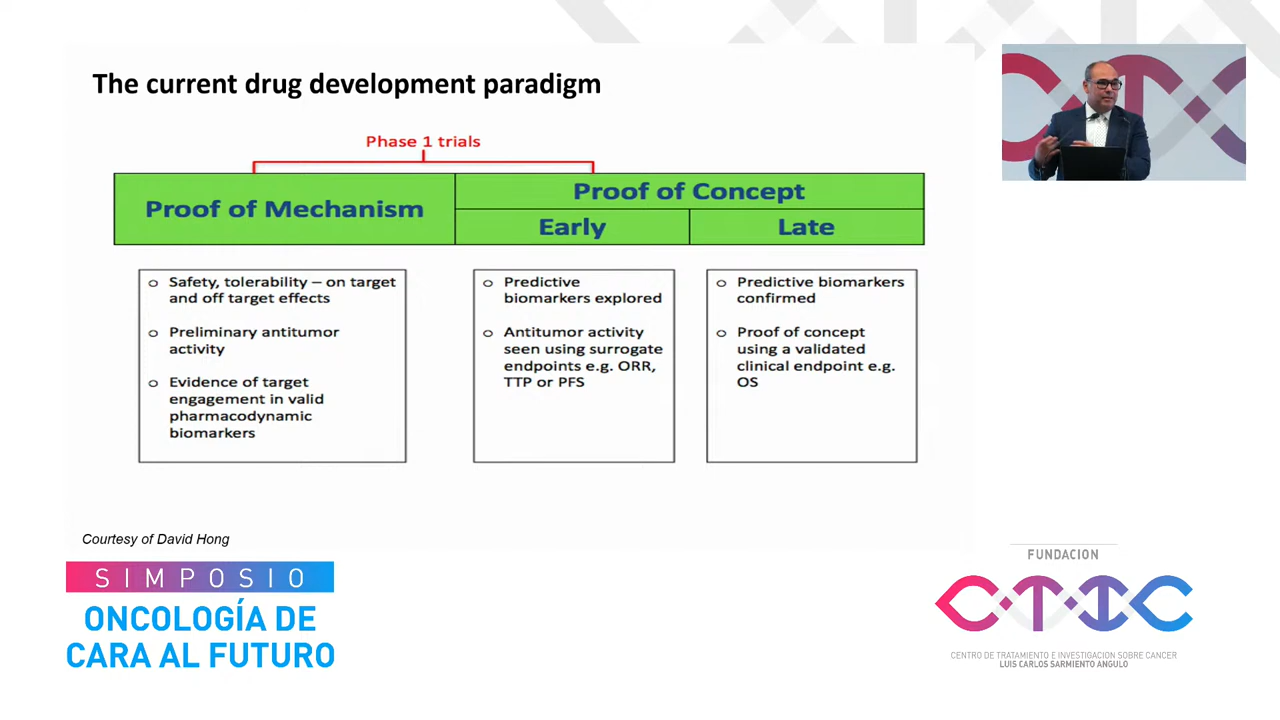 The current drug development paradigm
Phase 1 trials
Proof of Mechanism
Proof of Concept
Early
Late
o Safety, tolerability – on target
and off target effects
o Preliminary antitumor
activity
o Evidence of target
engagement in valid
pharmacodynamic
biomarkers
o Predictive
biomarkers explored
o Antitumor activity
seen using surrogate
endpoints e.g. ORR,
TTP or PFS
o Predictive biomarkers
confirmed
o Proof of concept
using a validated
clinical endpoint e.g.
OS
Courtesy of David Hong
SIMPOSIO
ONCOLOGÍA DE
CARA AL FUTURO
FUNDACION
CTIC
CENTRO DE TRATAMIENTO E INVESTIGACION SOBRE CANCER
LUIS CARLOS SARMIENTO ANGULO